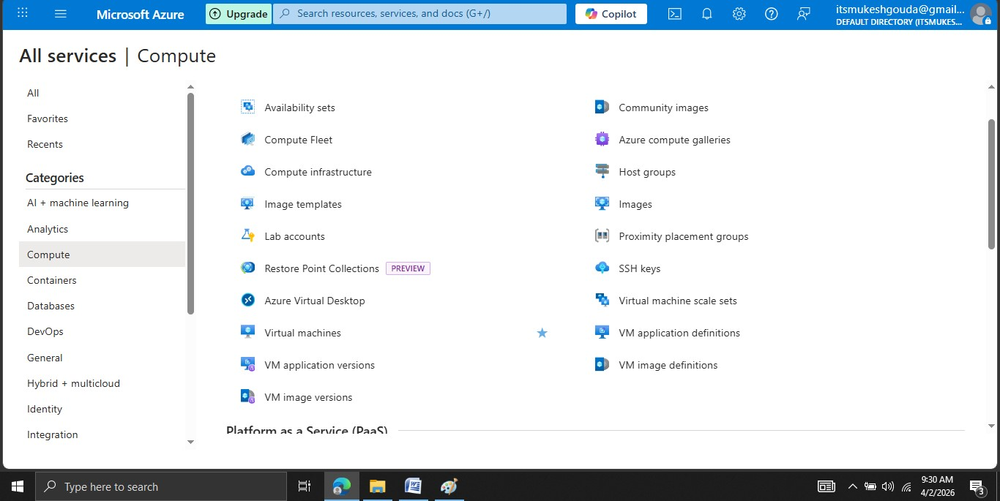 Microsoft Azure
Upgrade
Search resources, services, and docs (G+/)
Copilot
itsmukeshgouda@gmail...
DEFAULT DIRECTORY (ITSMUKES...
All services | Compute
All
Favorites
Recents
Categories
AI + machine learning
Analytics
Compute
Containers
Databases
DevOps
General
Hybrid + multicloud
Identity
Integration
Availability sets
Community images
Compute Fleet
Azure compute galleries
Compute infrastructure
Host groups
Image templates
Images
Lab accounts
Proximity placement groups
Restore Point Collections PREVIEW
SSH keys
Azure Virtual Desktop
Virtual machine scale sets
Virtual machines
VM application definitions
VM application versions
VM image definitions
VM image versions
Platform as a Service (PaaS)
Type here to search
9:30 AM
4/2/2026
3